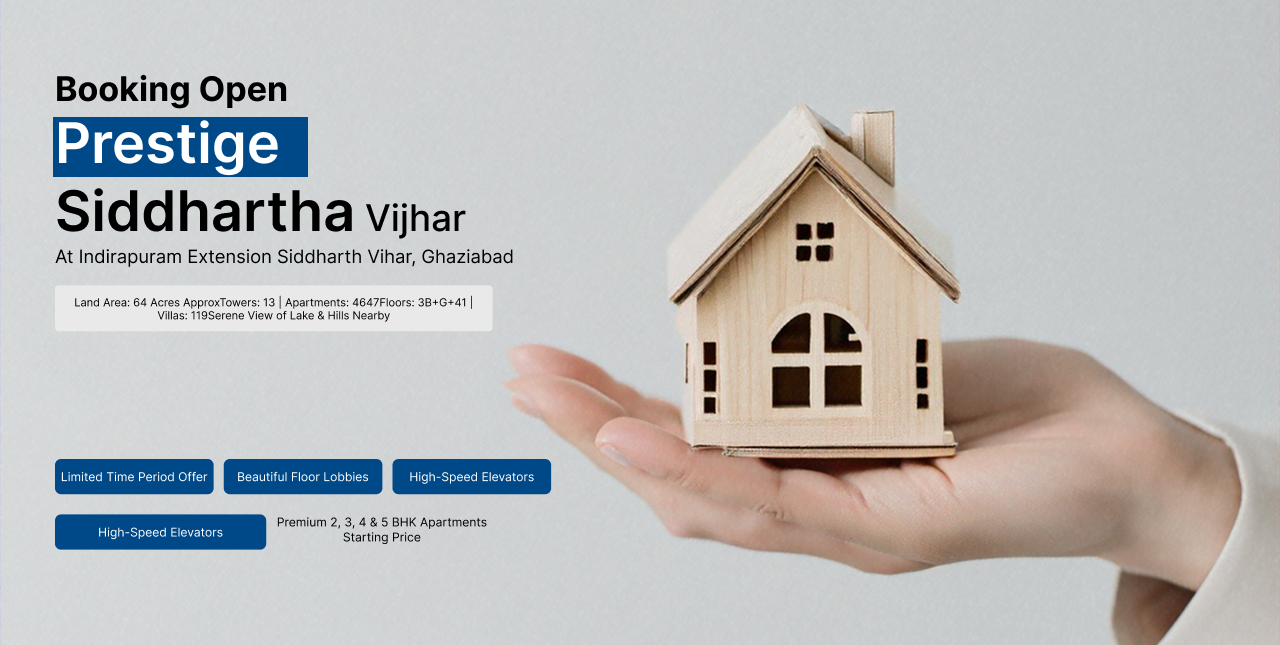 Booking Open
Prestige
Siddhartha Vijhar
At Indirapuram Extension Siddharth Vihar, Ghaziabad
Land Area: 64 Acres ApproxTowers: 13 | Apartments: 4647Floors: 3B+G+41 |
Villas: 119Serene View of Lake & Hills Nearby
Limited Time Period Offer
Beautiful Floor Lobbies
High-Speed Elevators
High-Speed Elevators
Premium 2, 3, 4 & 5 BHK Apartments
Starting Price